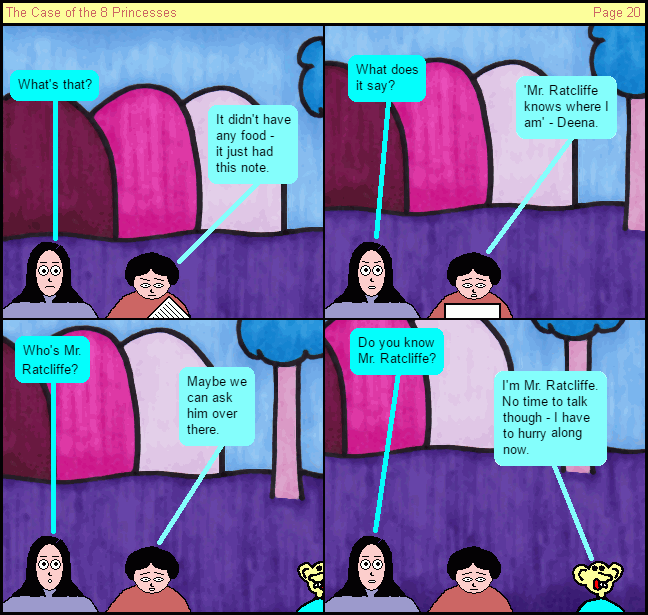 The Case of the 8 Princesses
Page 20
What's that?
It didn't have
any food -
it just had
this note.
What does
it say?
'Mr. Ratcliffe
knows where I
am' - Deena.
Who's Mr.
Ratcliffe?
Maybe we
can ask
him over
there.
Do you know
Mr. Ratcliffe?
I'm Mr. Ratcliffe.
No time to talk
though - I have
to hurry along
now.